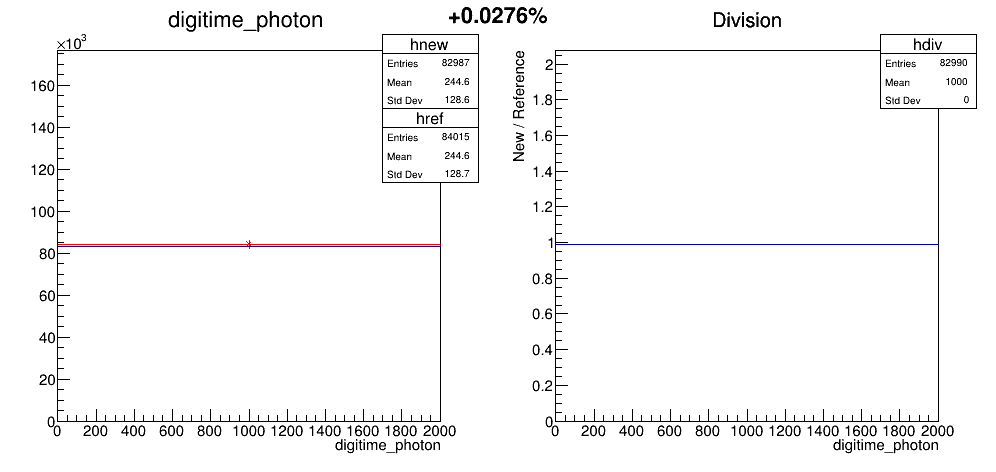 digitime_photon
+0.0276%
Division
×10³
hnew
Entries 82987
Mean 244.6
Std Dev 128.6
href
Entries 84015
Mean 244.6
Std Dev 128.7
160
140
120
100
80
60
40
20
0
0 200 400 600 800 1000 1200 1400 1600 1800 2000
digitime_photon
hdiv
Entries 82990
Mean 1000
Std Dev 0
New / Reference
2
1.8
1.6
1.4
1.2
1
0.8
0.6
0.4
0.2
0
0 200 400 600 800 1000 1200 1400 1600 1800 2000
digitime_photon